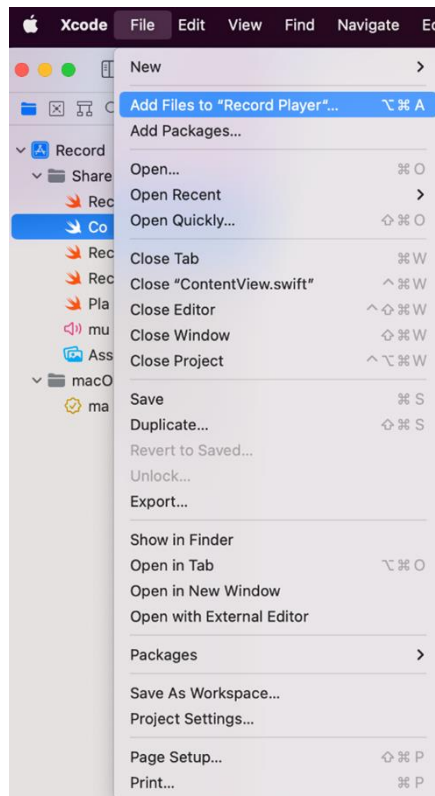 Xcode File Edit View Find Navigate
New
Add Files to “Record Player“... ⌥⌘A
Add Packages...
Record
Share
Open... ⌘O
Open Recent
Rec
Open Quickly... ⇧⌘O
Co
Close Tab ⌘W
Rec
Close “ContentView.swift” ^⌘W
Rec
Close Editor ^⇧⌘W
Pla
Close Window ⇧⌘W
mu
Close Project ^⌥⌘W
Ass
macO
Save ⌘S
ma
Duplicate... ⇧⌘S
Revert to Saved...
Unlock...
Export...
Show in Finder
Open in Tab ⌥⌘O
Open in New Window
Open with External Editor
Packages
Save As Workspace...
Project Settings...
Page Setup... ⇧⌘P
Print... ⌘P